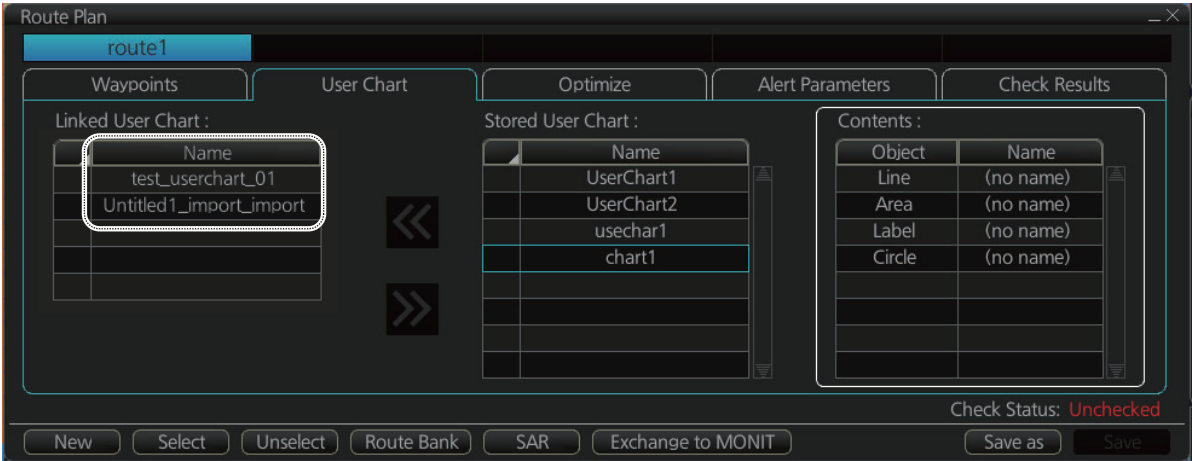 Route Plan
route1
Waypoints User Chart Optimize Alert Parameters Check Results
Linked User Chart : Stored User Chart : Contents :
Name Name Object Name
test_userchart_01 UserChart1 Line (no name)
Untitled1_import_import UserChart2 Area (no name)
usechar1 Label (no name)
chart1 Circle (no name)
Check Status: Unchecked
New Select Unselect Route Bank SAR Exchange to MONIT Save as Save